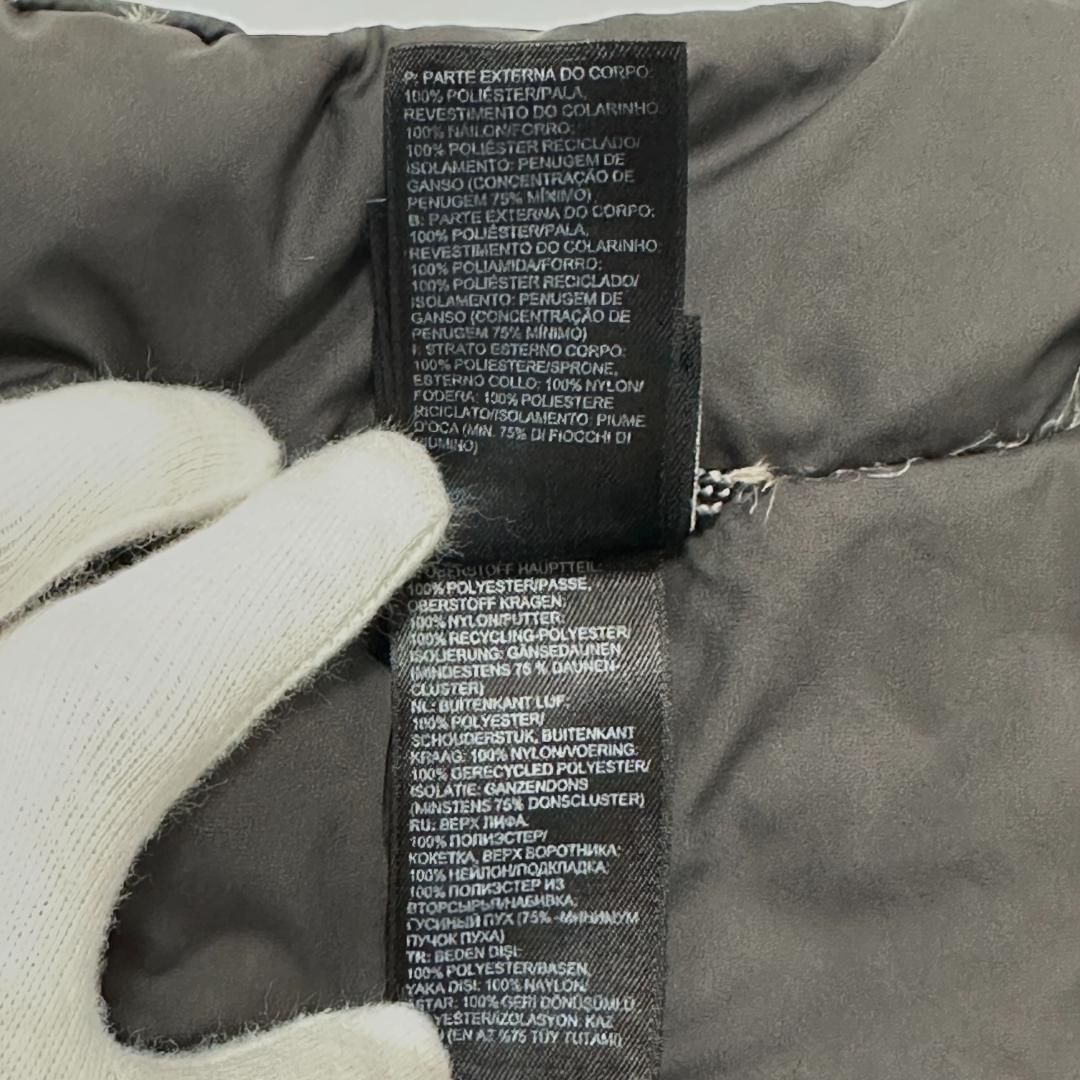 P: PARTE EXTERNA DO CORPO:
100% POLIÉSTER/PALA,
REVESTIMENTO DO COLARINHO:
100% NÁILON/FORRO:
100% POLIÉSTER RECICLADO/
ISOLAMENTO: PENUGEM DE
GANSO (CONCENTRAÇÃO DE
PENUGEM 75% MÍNIMO)
B: PARTE EXTERNA DO CORPO:
100% POLIÉSTER/PALA,
REVESTIMENTO DO COLARINHO:
100% POLIAMIDA/FORRO:
100% POLIÉSTER RECICLADO/
ISOLAMENTO: PENUGEM DE
GANSO (CONCENTRAÇÃO DE
PENUGEM 75% MÍNIMO)
I: STRATO ESTERNO CORPO:
100% POLIESTERE/SPRONE,
ESTERNO COLLO: 100% NYLON/
FODERA: 100% POLIESTERE
RICICLATO/ISOLAMENTO: PIUME
D'OCA (MIN. 75% DI FIOCCHI DI
PIUMINO)
OBERSTOFF HAUPTTEIL:
100% POLYESTER/PASSE,
OBERSTOFF KRAGEN:
100% NYLON/FUTTER:
100% RECYCLING-POLYESTER/
ISOLIERUNG: GÄNSEDAUNEN
(MINDESTENS 75 % DAUNEN-
CLUSTER)
NL: BUITENKANT LIJF:
100% POLYESTER/
SCHOUDERSTUK, BUITENKANT
KRAAG: 100% NYLON/VOERING:
100% GERECYCLED POLYESTER/
ISOLATIE: GANZENDONS
(MINSTENS 75% DONSCLUSTER)
RU: ВЕРХ ЛИФА:
100% ПОЛИЭСТЕР/
КОКЕТКА, ВЕРХ ВОРОТНИКА:
100% НЕЙЛОН/ПОДКЛАДКА:
100% ПОЛИЭСТЕР ИЗ
ВТОРСЫРЬЯ/НАБИВКА:
ГУСИНЫЙ ПУХ (75% -МИНИМУМ
ПУЧОК ПУХА)
TR: BEDEN DIŞI:
100% POLYESTER/BASEN,
YAKA DIŞI: 100% NAYLON/
ASTAR: 100% GERİ DÖNÜŞÜMLÜ
YESTER/İZOLASYON: KAZ
(EN AZ %75 TÜY TUTAMI)